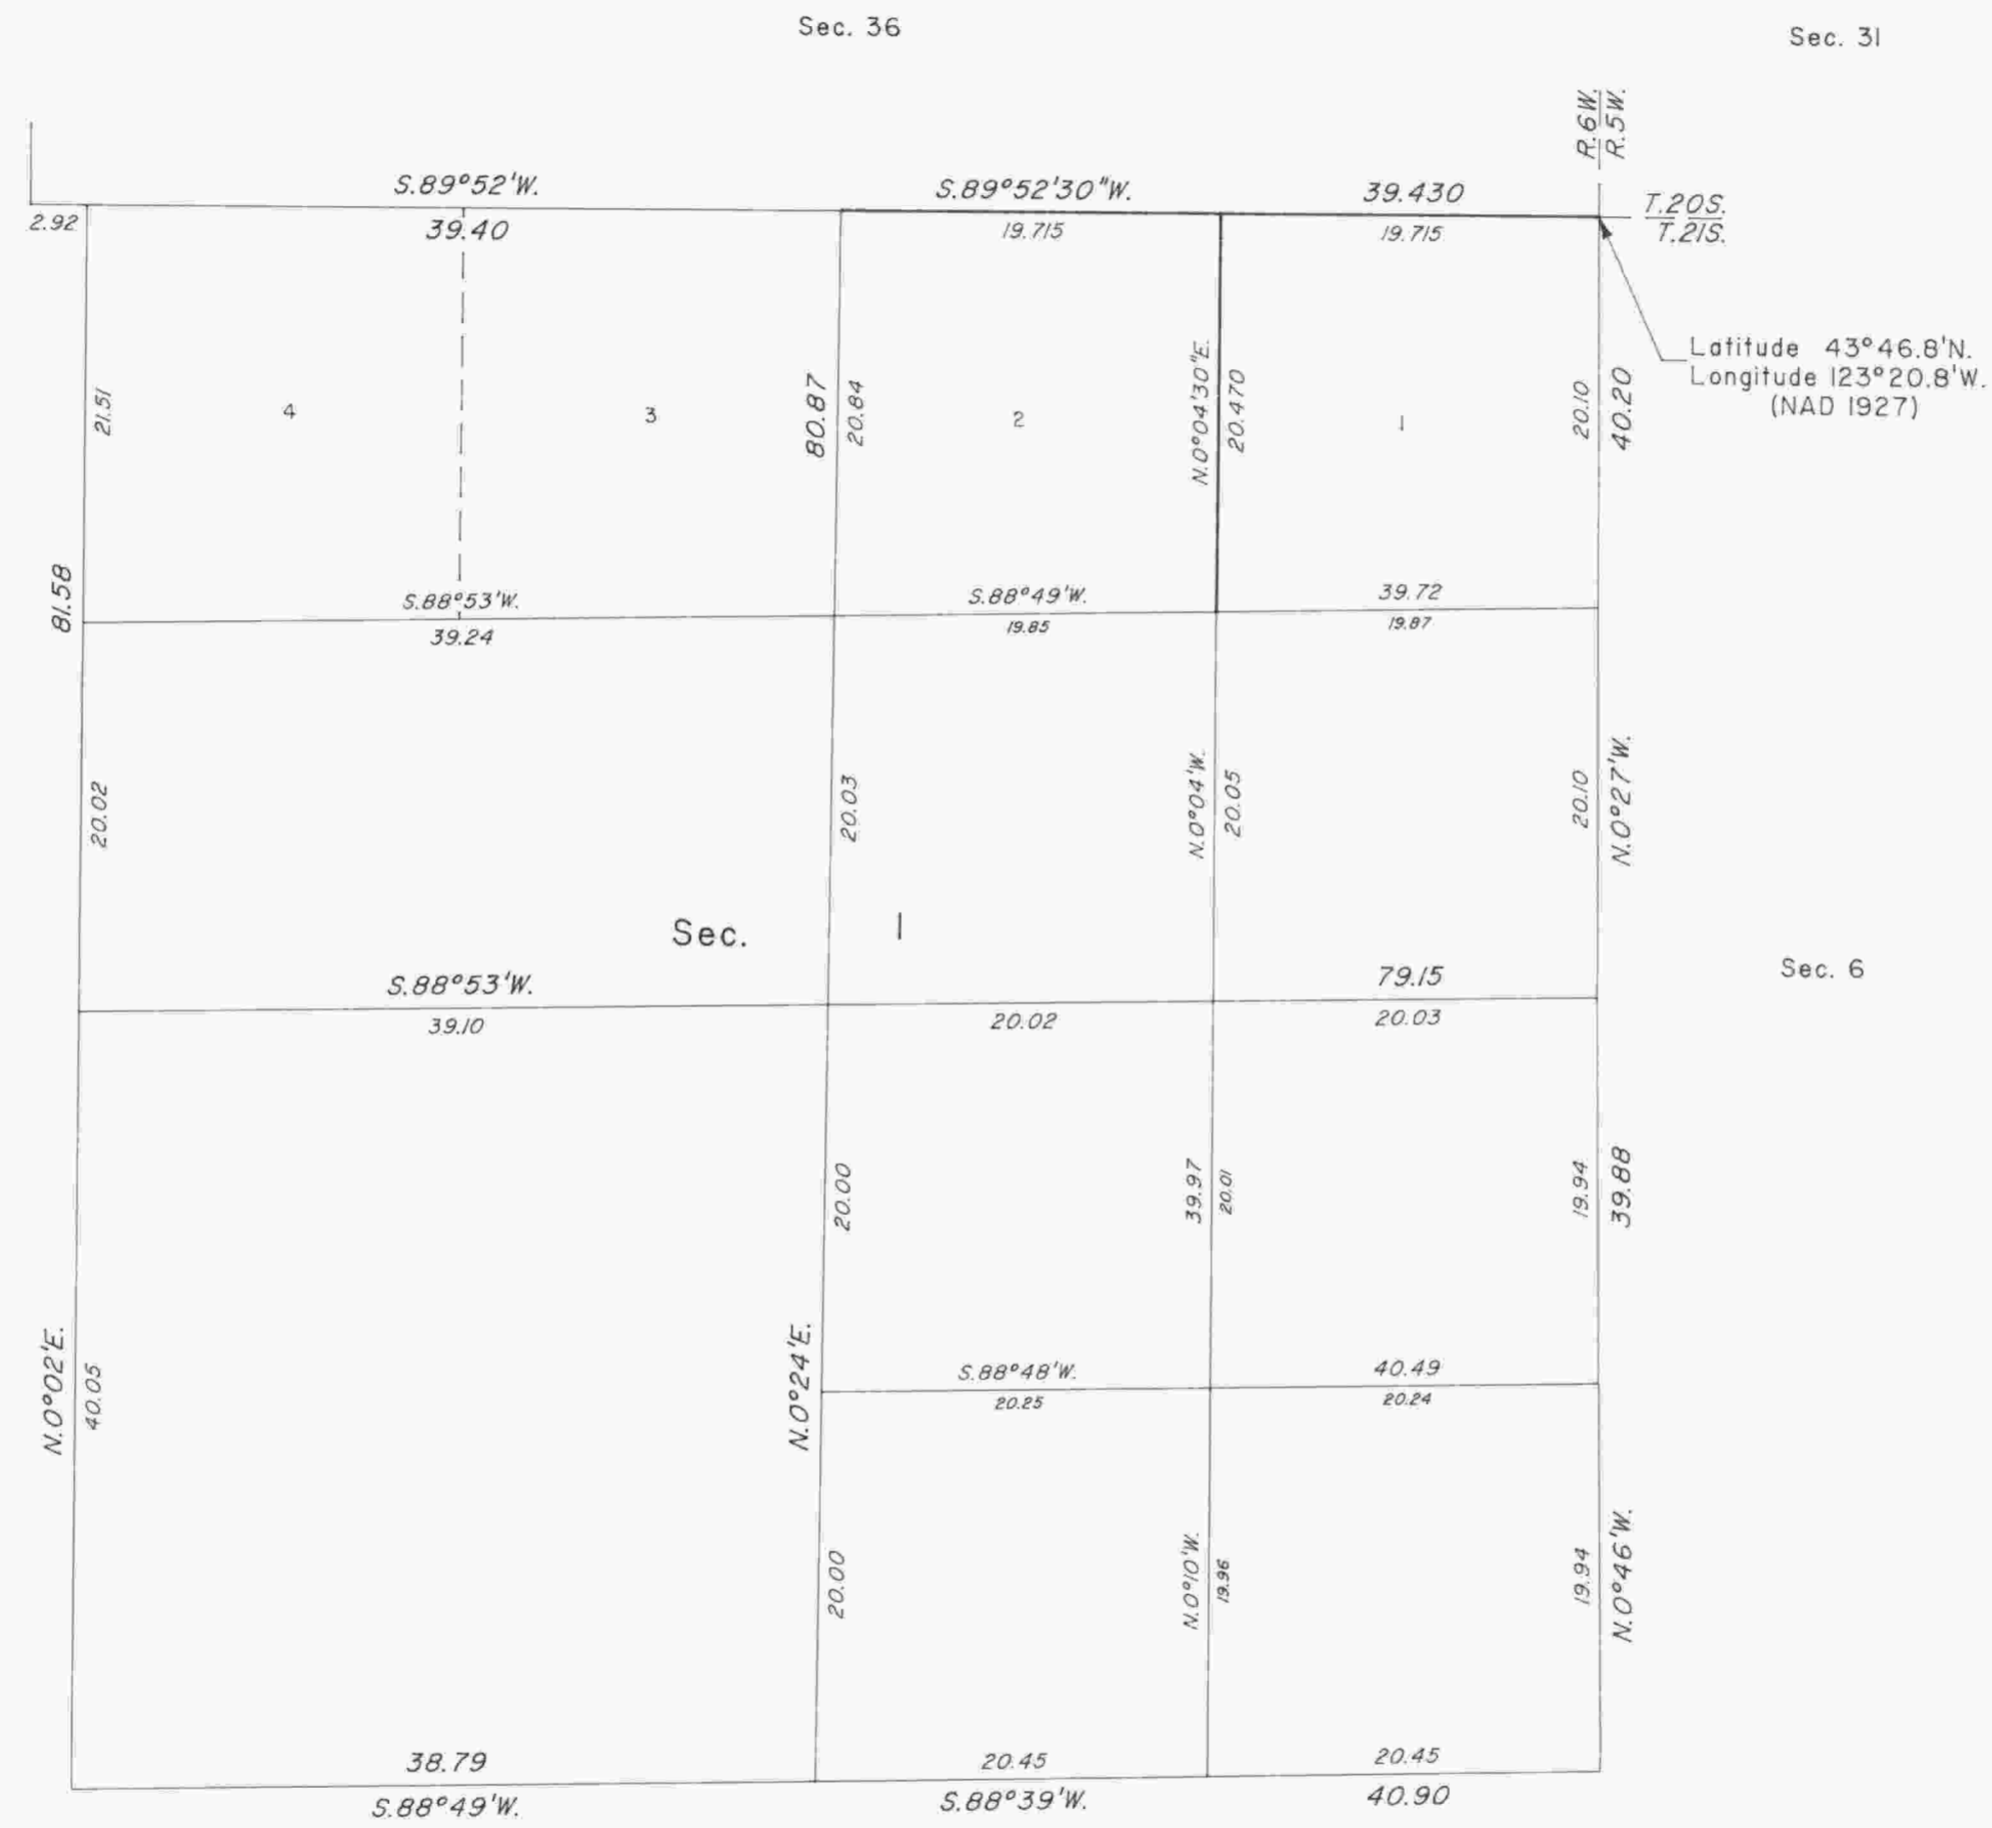 Sec. 36
Sec. 31
R.6W.
R.5W.
S.89°52'W.
S.89°52'30"W.
39.430
T.20S.
T.21S.
2.92
39.40
19.715
19.715
Latitude 43°46.8'N.
Longitude 123°20.8'W.
(NAD 1927)
21.51
4
3
80.87
20.84
2
N.0°04'30"E.
20.470
1
20.10
40.20
81.58
S.88°53'W.
39.24
S.88°49'W.
19.85
39.72
19.87
20.02
20.03
N.0°04'W.
20.05
20.10
N.0°27'W.
Sec. 1
Sec. 6
S.88°53'W.
79.15
39.10
20.02
20.03
20.00
39.97
20.01
19.94
39.88
N.0°02'E.
40.05
N.0°24'E.
S.88°48'W.
20.25
40.49
20.24
20.00
N.0°10'W.
19.96
19.94
N.0°46'W.
38.79
20.45
20.45
S.88°49'W.
S.88°39'W.
40.90